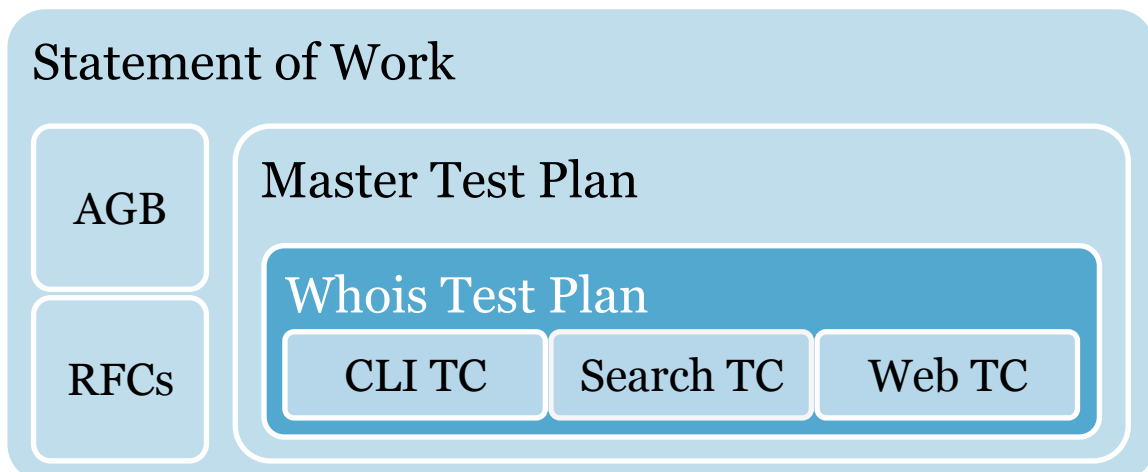 Statement of Work
AGB
RFCs
Master Test Plan
Whois Test Plan
CLI TC
Search TC
Web TC